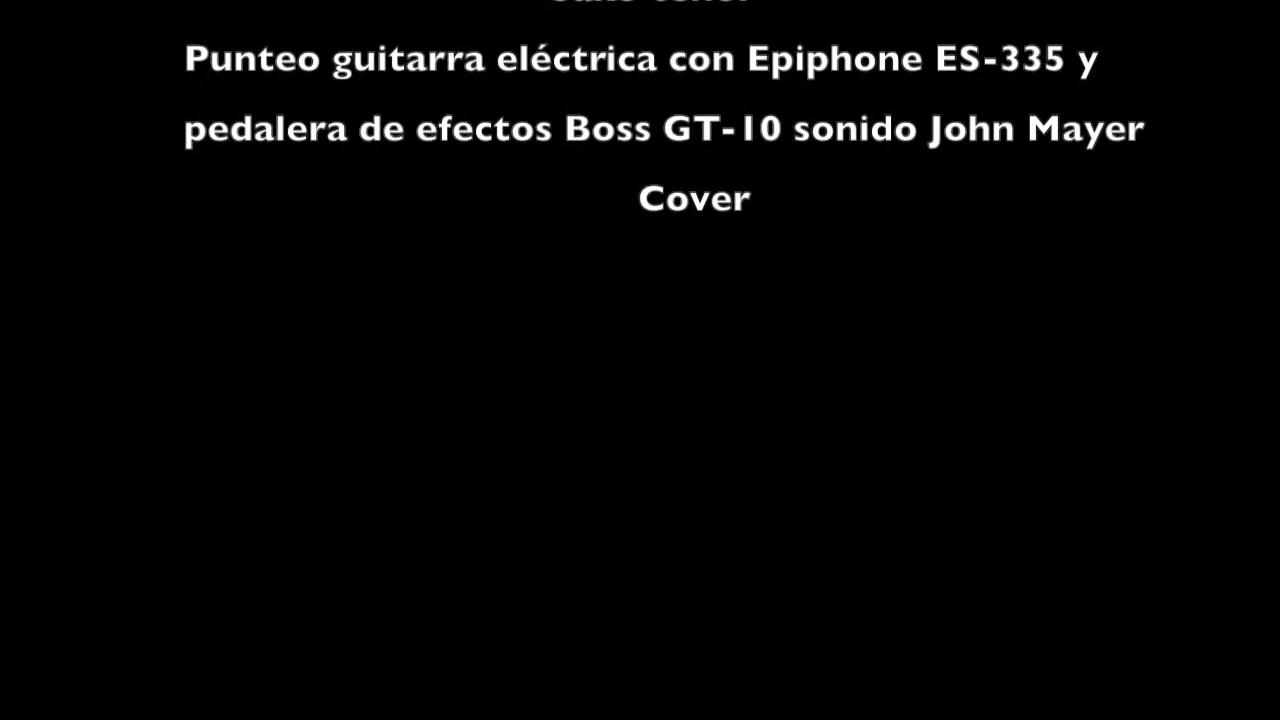 Punteo guitarra eléctrica con Epiphone ES-335 y
pedalera de efectos Boss GT-10 sonido John Mayer
Cover